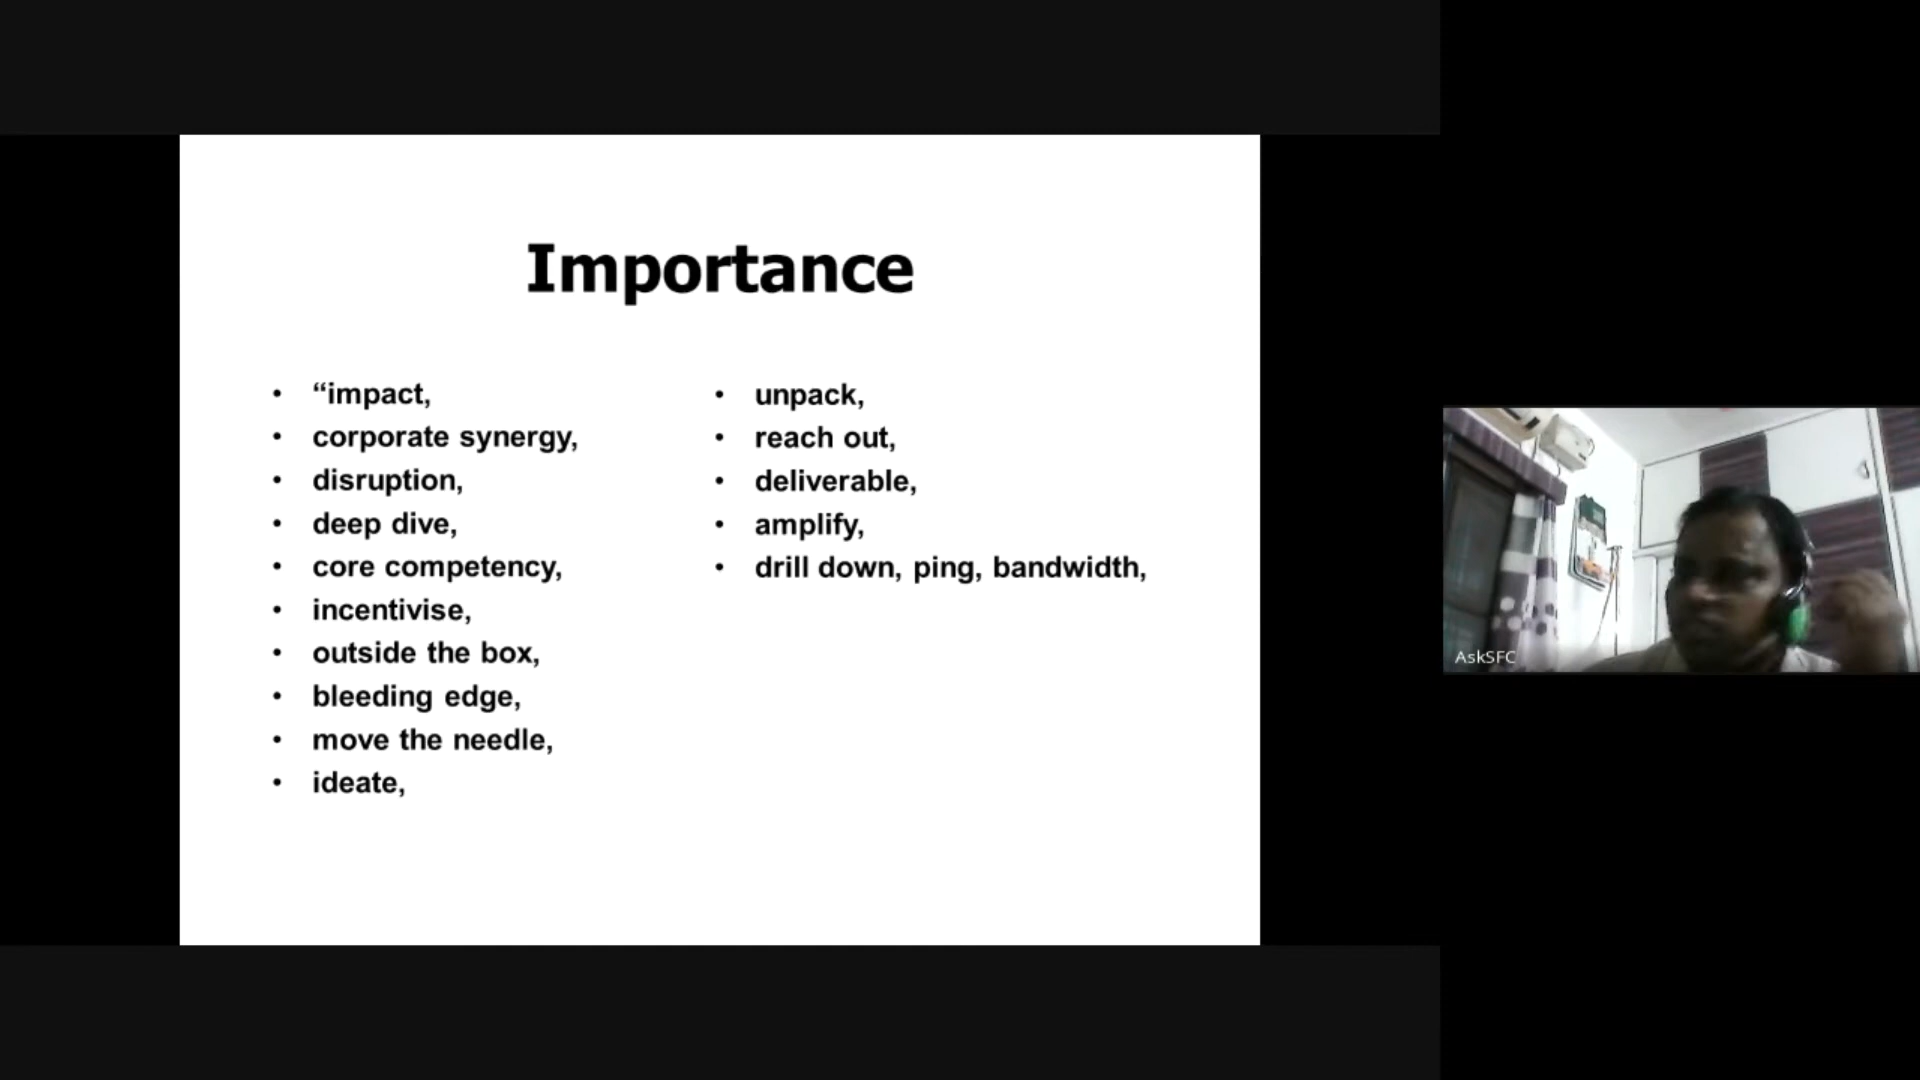 Importance
• “impact,
• corporate synergy,
• disruption,
• deep dive,
• core competency,
• incentivise,
• outside the box,
• bleeding edge,
• move the needle,
• ideate,
• unpack,
• reach out,
• deliverable,
• amplify,
• drill down, ping, bandwidth,
AskSFC